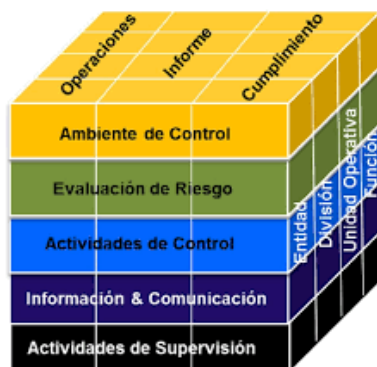 Operaciones
Informe
Cumplimiento
Ambiente de Control
Evaluación de Riesgo
Actividades de Control
Información & Comunicación
Actividades de Supervisión
Entidad
División
Unidad Operativa
Función